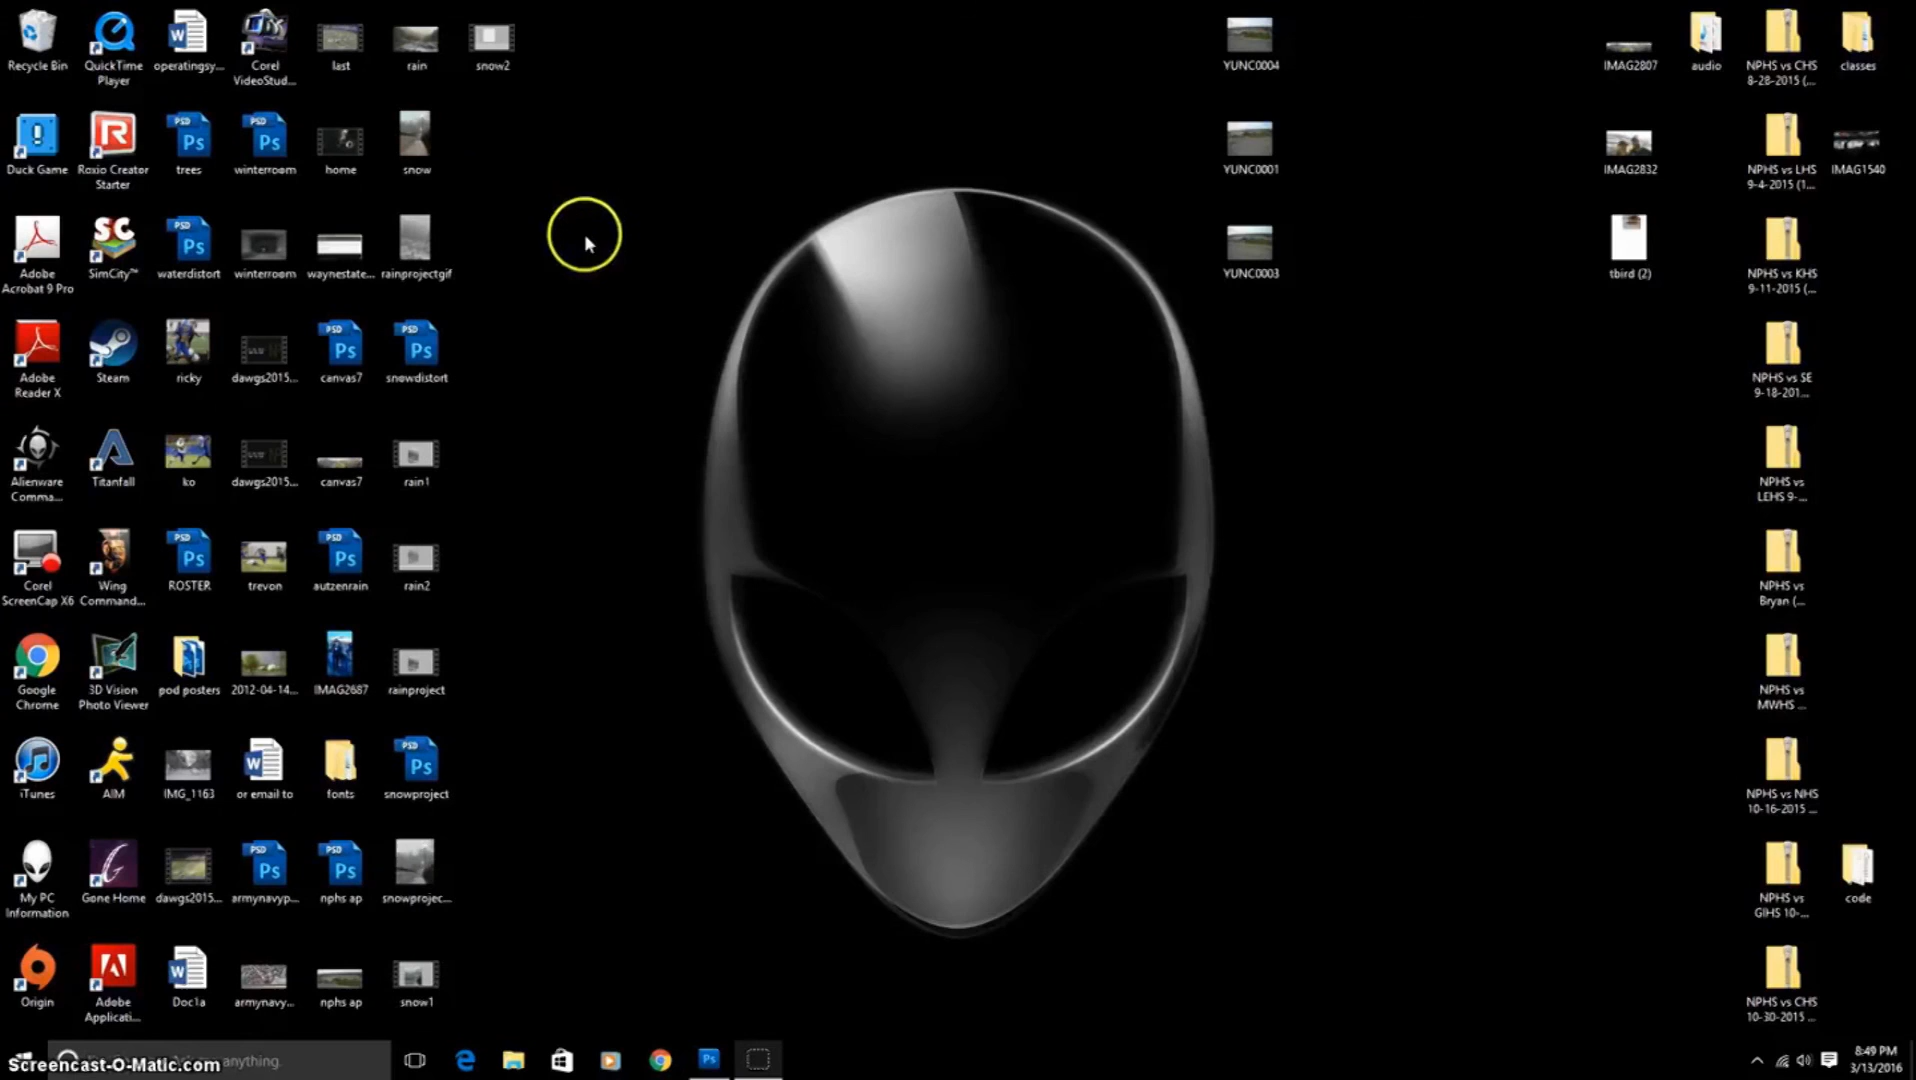 Recycle Bin
QuickTime
Player
operatingsy...
Corel
VideoStud...
last
rain
snow2
YUNC0004
IMAG2807
audio
NPHS vs CHS
8-28-2015 (...
classes
Duck Game
Roxio Creator
Starter
trees
winterroom
home
snow
YUNC0001
IMAG2832
NPHS vs LHS
9-4-2015 (1...
IMAG1540
Adobe
Acrobat 9 Pro
SimCity™
waterdistort
winterroom
waynestate...
rainprojectgif
YUNC0003
tbird (2)
NPHS vs KHS
9-11-2015 (...
Adobe
Reader X
Steam
ricky
dawgs2015...
canvas7
snowdistort
NPHS vs SE
9-18-201...
Alienware
Comma...
Titanfall
ko
dawgs2015...
canvas7
rain1
NPHS vs
LEHS 9-...
Corel
ScreenCap X6
Wing
Command...
ROSTER
trevon
autzenrain
rain2
NPHS vs
Bryan (...
Google
Chrome
3D Vision
Photo Viewer
pod posters
2012-04-14...
IMAG2687
rainproject
NPHS vs
MWHS ...
iTunes
AIM
IMG_1163
or email to
fonts
snowproject
NPHS vs NHS
10-16-2015 ...
My PC
Information
Gone Home
dawgs2015...
armynavyp...
nphs ap
snowprojec...
NPHS vs
GIHS 10-...
code
Origin
Adobe
Applicati...
Doc1a
armynavy...
nphs ap
snow1
NPHS vs CHS
10-30-2015 ...
anything.
Screencast-O-Matic.com
8:49 PM
3/13/2016